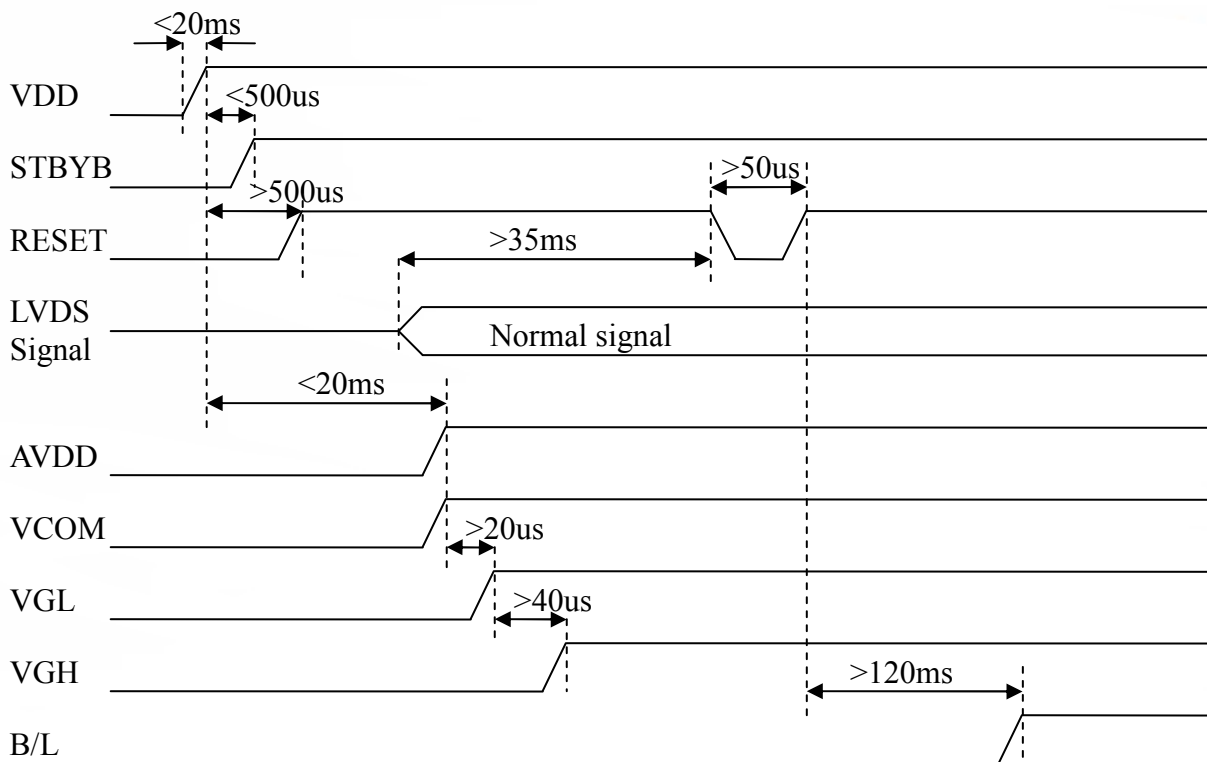 <20ms
VDD
<500us
STBYB
>500us
>50us
RESET
>35ms
LVDS
Signal
Normal signal
<20ms
AVDD
VCOM
>20us
VGL
>40us
VGH
>120ms
B/L